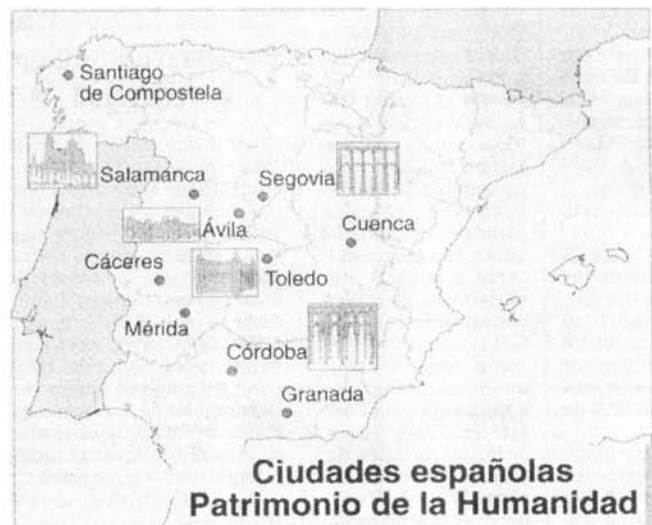 Santiago
de Compostela
Salamanca
Segovia
Ávila
Cuenca
Cáceres
Toledo
Mérida
Córdoba
Granada
Ciudades españolas
Patrimonio de la Humanidad